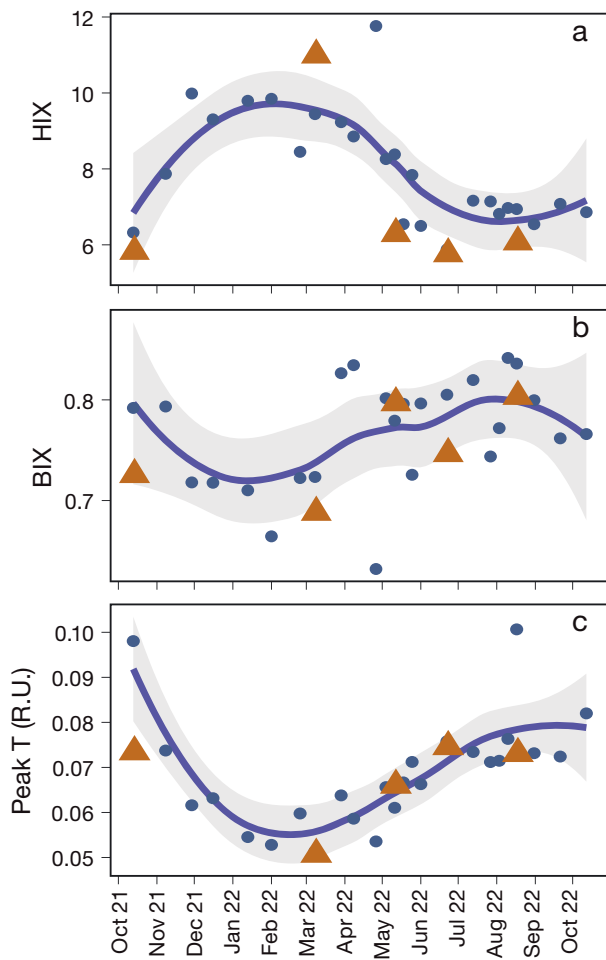 a
HIX
12
10
8
6
b
BIX
0.8
0.7
c
Peak T (R.U.)
0.10
0.09
0.08
0.07
0.06
0.05
Oct 21
Nov 21
Dec 21
Jan 22
Feb 22
Mar 22
Apr 22
May 22
Jun 22
Jul 22
Aug 22
Sep 22
Oct 22